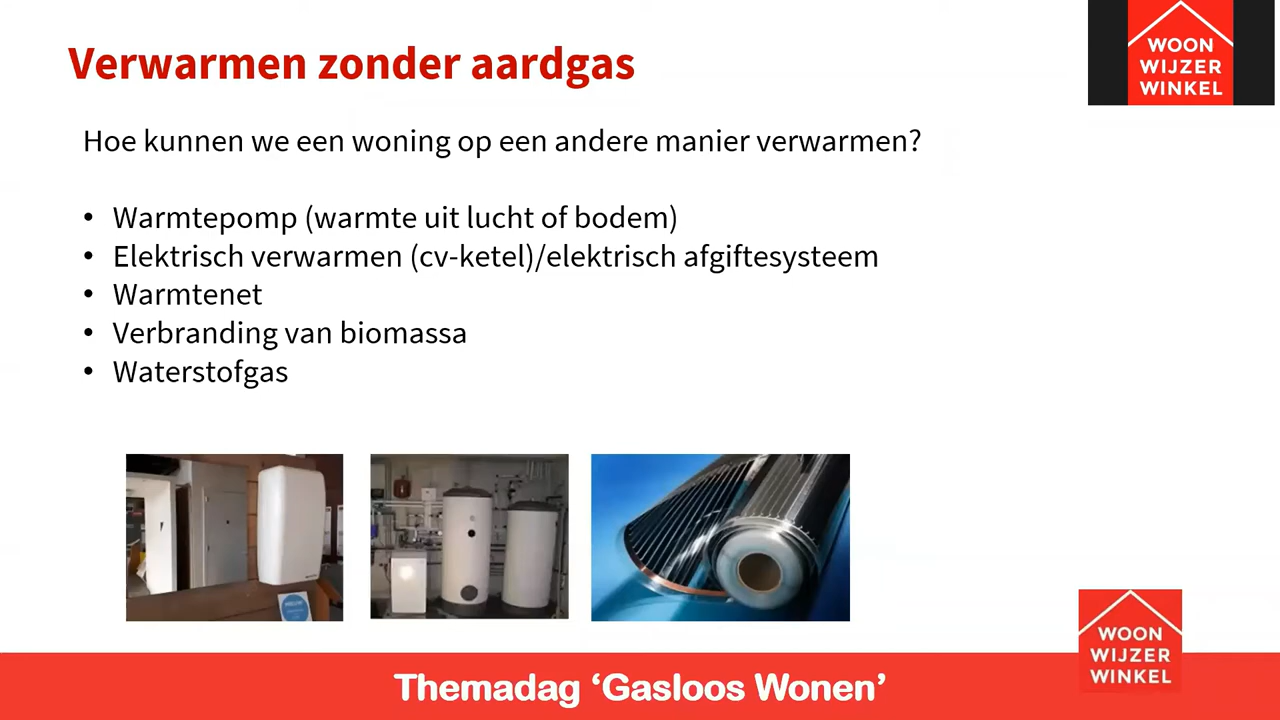 Verwarmen zonder aardgas
WOON
WIJZER
WINKEL
Hoe kunnen we een woning op een andere manier verwarmen?
• Warmtepomp (warmte uit lucht of bodem)
• Elektrisch verwarmen (cv-ketel)/elektrisch afgiftesysteem
• Warmtenet
• Verbranding van biomassa
• Waterstofgas
WOON
WIJZER
WINKEL
Themadag ‘Gasloos Wonen’